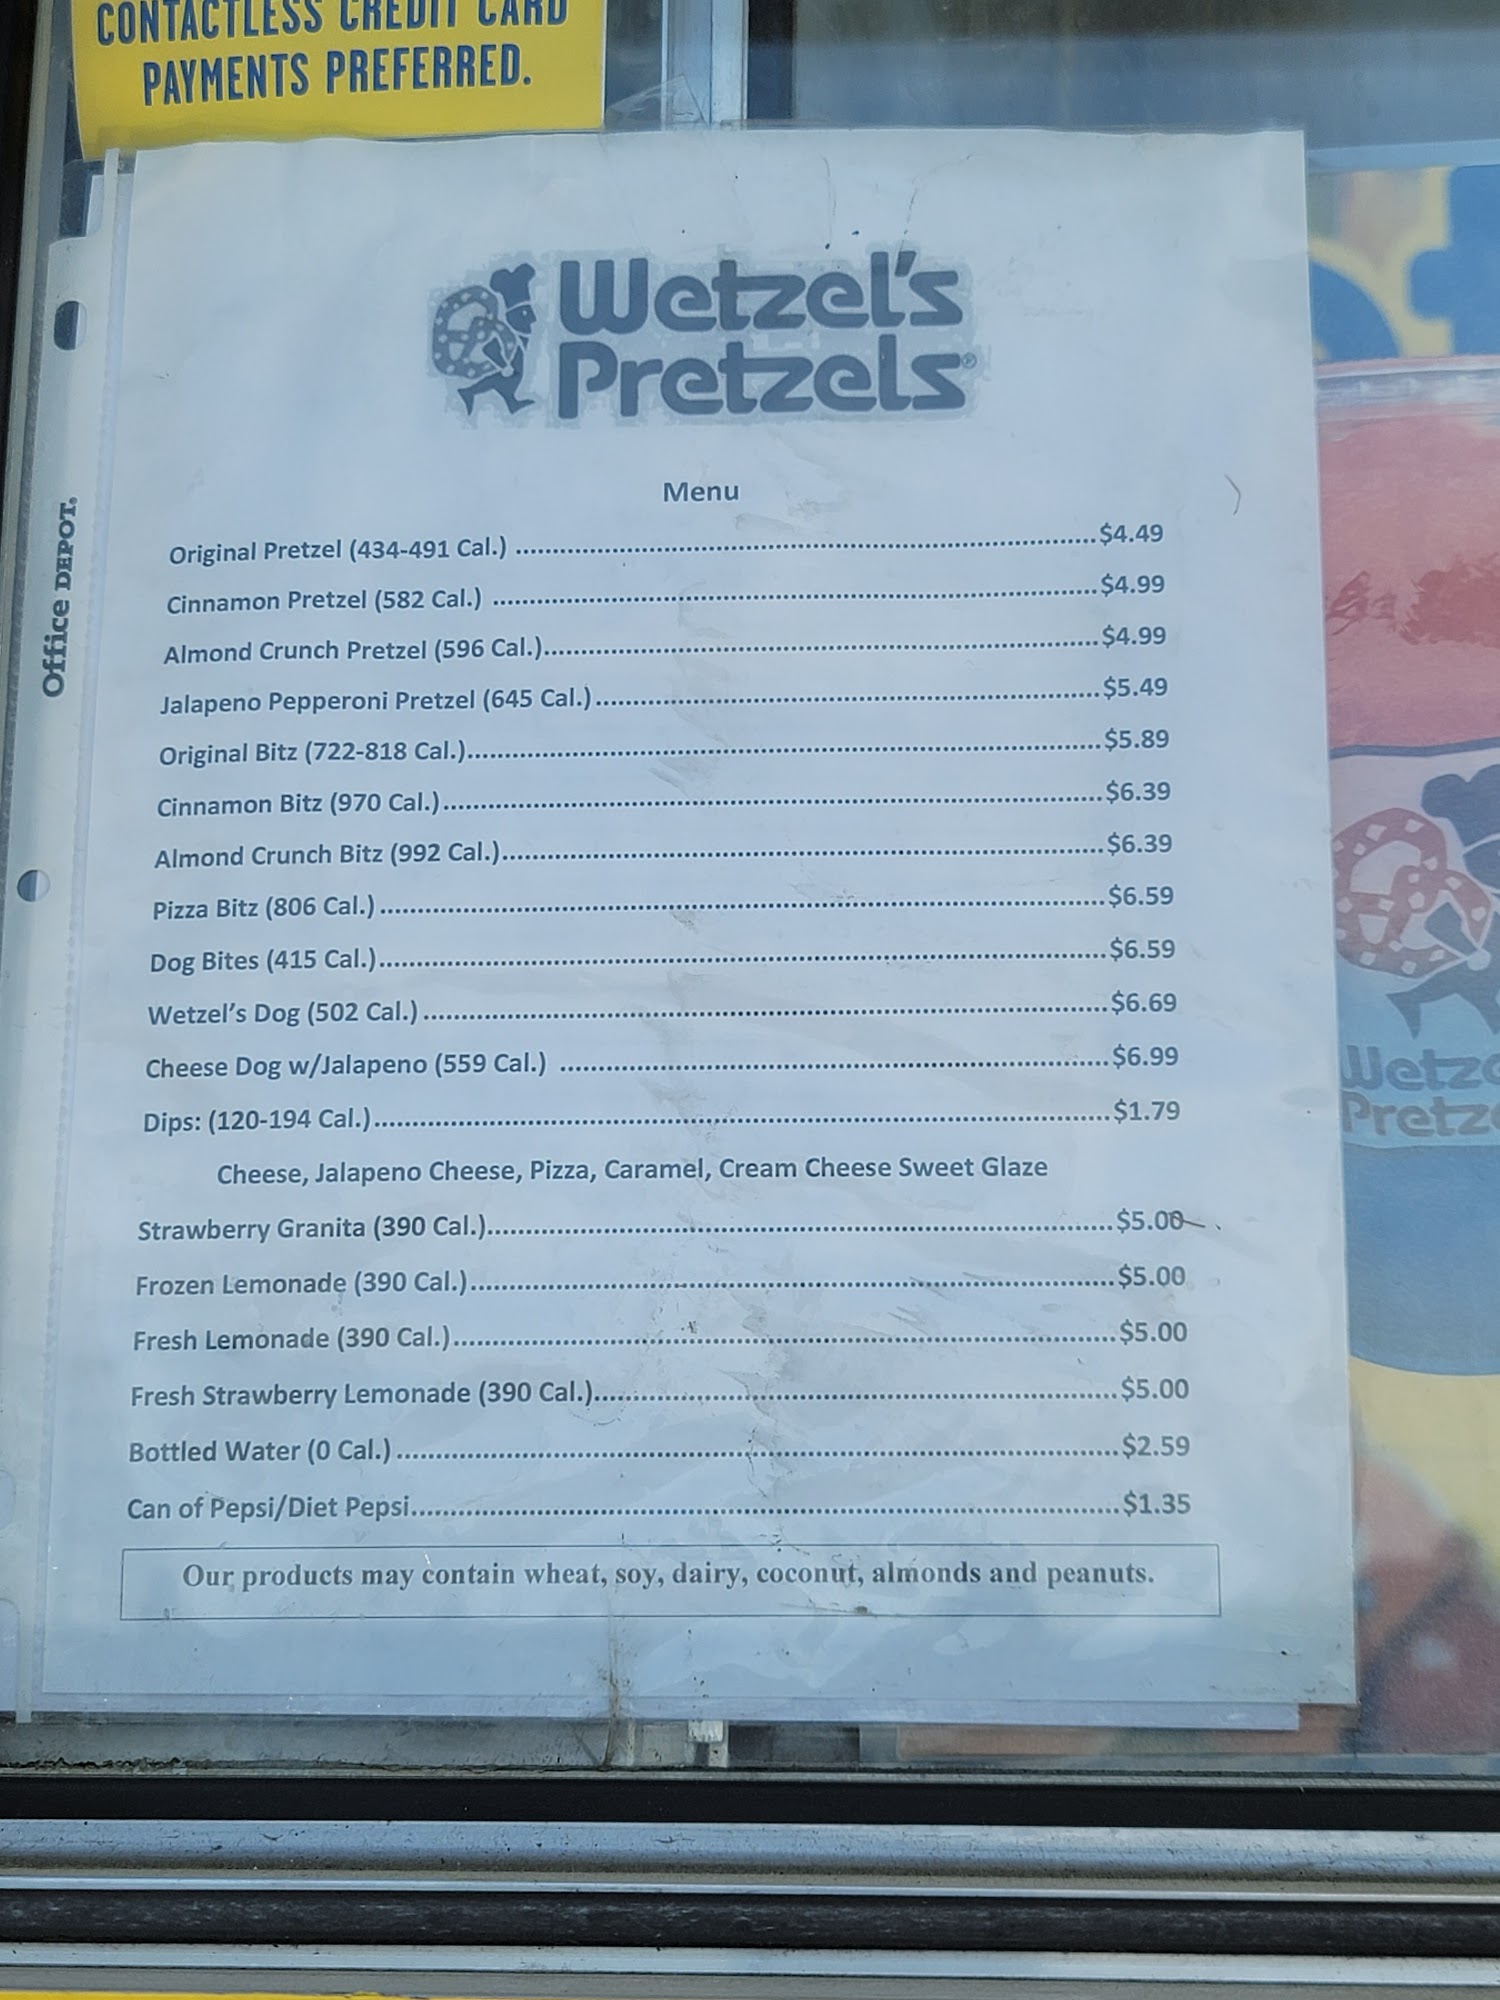 CONTACTLESS CREDIT CARD
PAYMENTS PREFERRED.
Office DEPOT.
Wetzel's
Pretzels®
Menu
Original Pretzel (434-491 Cal.) ........................................................................$4.49
Cinnamon Pretzel (582 Cal.) ........................................................................$4.99
Almond Crunch Pretzel (596 Cal.)........................................................................$4.99
Jalapeno Pepperoni Pretzel (645 Cal.)........................................................................$5.49
Original Bitz (722-818 Cal.)........................................................................$5.89
Cinnamon Bitz (970 Cal.)........................................................................$6.39
Almond Crunch Bitz (992 Cal.)........................................................................$6.39
Pizza Bitz (806 Cal.)........................................................................$6.59
Dog Bites (415 Cal.)........................................................................$6.59
Wetzel's Dog (502 Cal.)........................................................................$6.69
Cheese Dog w/Jalapeno (559 Cal.) ........................................................................$6.99
Dips: (120-194 Cal.)........................................................................$1.79
Cheese, Jalapeno Cheese, Pizza, Caramel, Cream Cheese Sweet Glaze
Strawberry Granita (390 Cal.)........................................................................$5.00
Frozen Lemonade (390 Cal.)........................................................................$5.00
Fresh Lemonade (390 Cal.)........................................................................$5.00
Fresh Strawberry Lemonade (390 Cal.)........................................................................$5.00
Bottled Water (0 Cal.)........................................................................$2.59
Can of Pepsi/Diet Pepsi........................................................................$1.35
Our products may contain wheat, soy, dairy, coconut, almonds and peanuts.
Wetze
Pretze